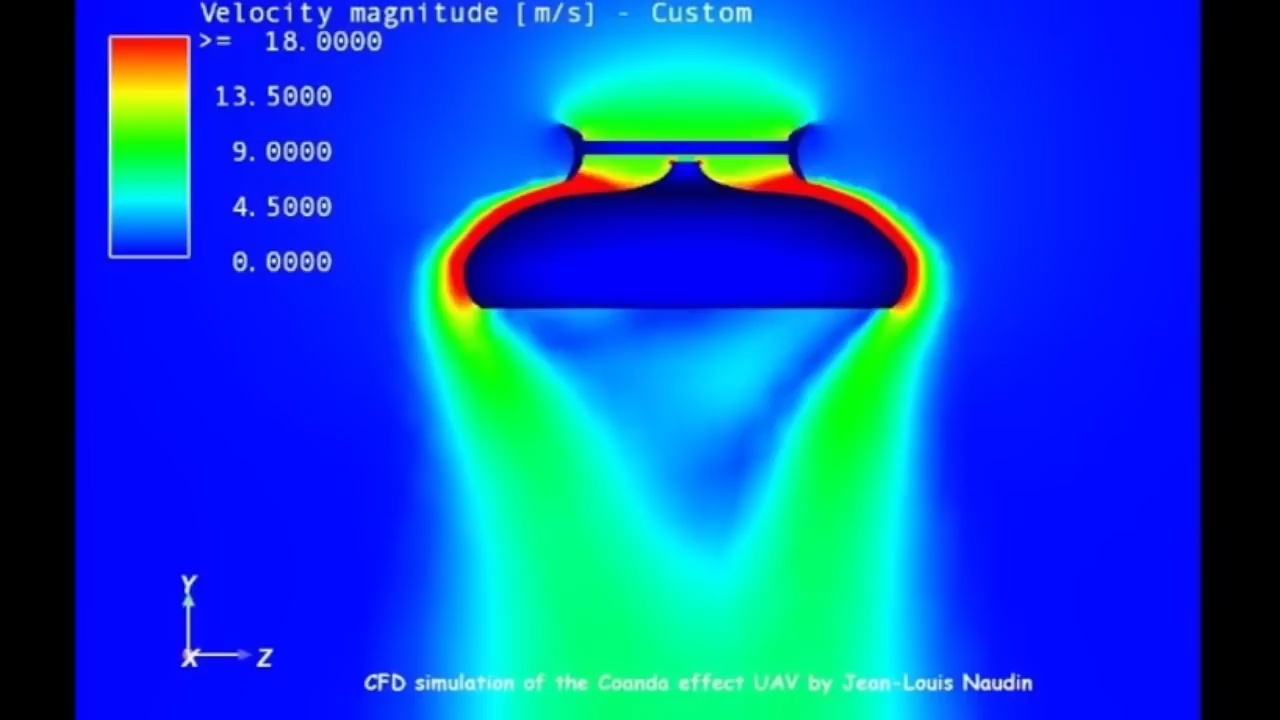 Velocity magnitude [m/s] - Custom
>= 18.0000
13.5000
9.0000
4.5000
0.0000
Y
X Z
CFD simulation of the Coanda effect UAV by Jean-Louis Naudin